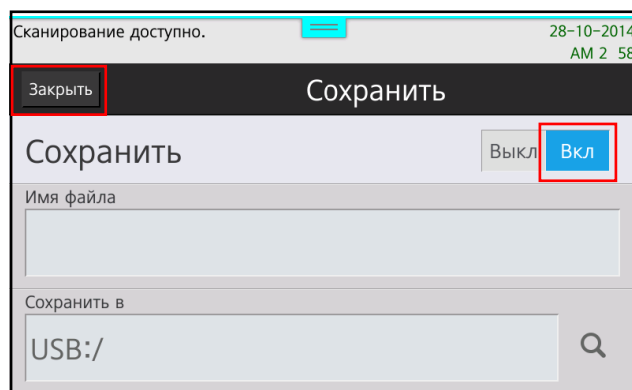 Сканирование доступно.
28-10-2014
AM 2 58
Закрыть
Сохранить
Сохранить
Выкл
Вкл
Имя файла
Сохранить в
USB:/